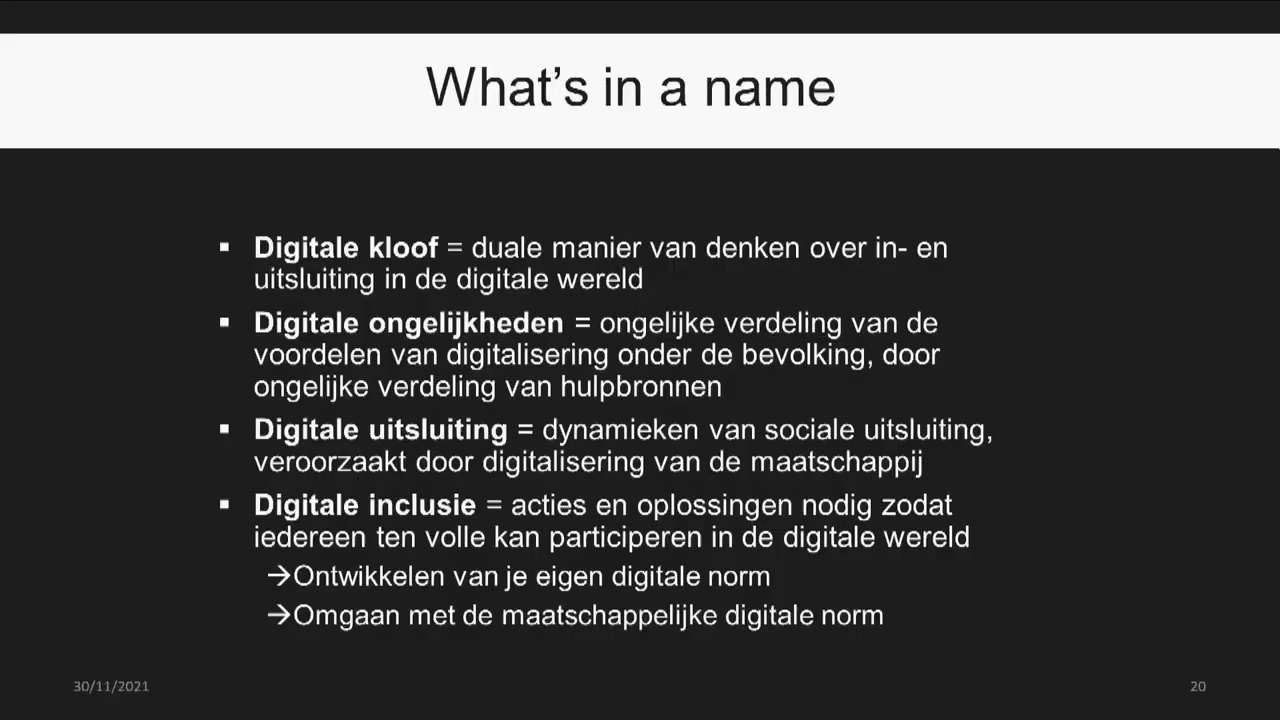 What’s in a name
▪ Digitale kloof = duale manier van denken over in- en
uitsluiting in de digitale wereld
▪ Digitale ongelijkheden = ongelijke verdeling van de
voordelen van digitalisering onder de bevolking, door
ongelijke verdeling van hulpbronnen
▪ Digitale uitsluiting = dynamieken van sociale uitsluiting,
veroorzaakt door digitalisering van de maatschappij
▪ Digitale inclusie = acties en oplossingen nodig zodat
iedereen ten volle kan participeren in de digitale wereld
→Ontwikkelen van je eigen digitale norm
→Omgaan met de maatschappelijke digitale norm
30/11/2021
20